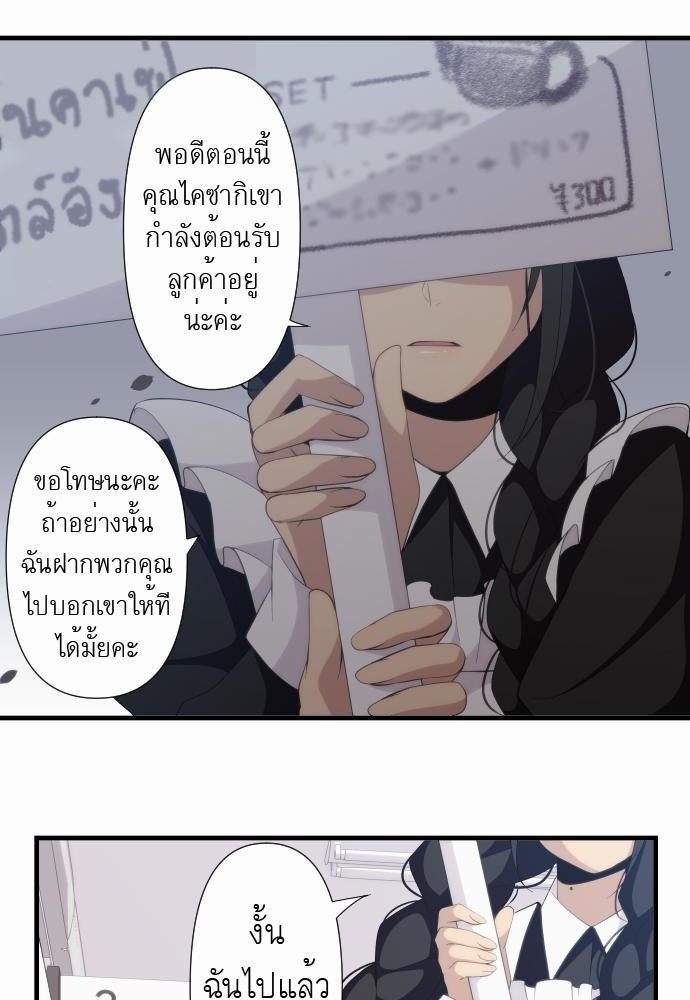 SET
¥300
พอดีตอนนี้
คุณไคซากิเขา
กำลังต้อนรับ
ลูกค้าอยู่
น่ะค่ะ
ขอโทษนะคะ
ถ้าอย่างนั้น
ฉันฝากพวกคุณ
ไปบอกเขาให้ที
ได้มั้ยคะ
งั้น
ฉันไปแล้ว